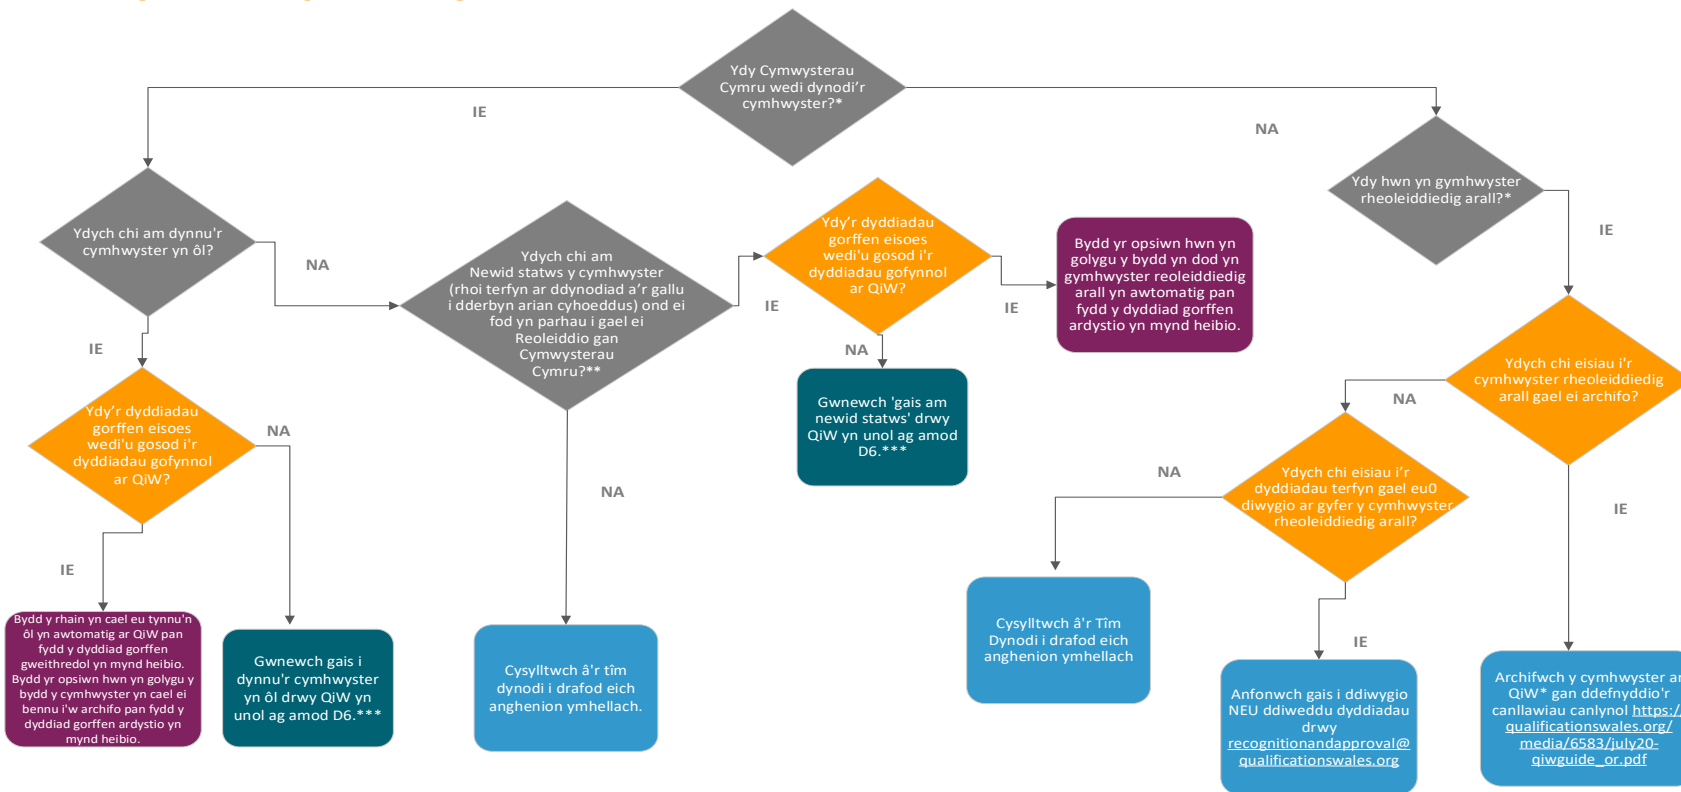 Ydy Cymwysterau
Cymru wedi dynodi'r
cymhwyster?*
IE
NA
Ydych chi am dynnu'r
cymhwyster yn ôl?
NA
IE
Ydych chi am
Newid statws y cymhwyster
(rhoi terfyn ar ddynodiad a'r gallu
i dderbyn arian cyhoeddus) ond ei
fod yn parhau i gael ei
Reoleiddio gan
Cymwysterau
Cymru?**
IE
NA
Ydy'r dyddiadau
gorffen eisoes
wedi'u gosod i'r
dyddiadau gofynnol
ar QiW?
IE
NA
Bydd yr opsiwn hwn yn
golygu y bydd yn dod yn
gymhwyster reoleiddiedig
arall yn awtomatig pan
fydd y dyddiad gorffen
ardystio yn mynd heibio.
Gwnewch 'gais am
newid statws' drwy
QiW yn unol ag amod
D6.***
Ydy hwn yn gymhwyster
rheoleiddiedig arall?*
IE
Ydych chi eisiau i'r
cymhwyster rheoleiddiedig
arall gael ei archifo?
NA
IE
Ydych chi eisiau i'r
dyddiadau terfyn gael eu0
diwygio ar gyfer y cymhwyster
rheoleiddiedig arall?
NA
IE
Ydy'r dyddiadau
gorffen eisoes
wedi'u gosod i'r
dyddiadau gofynnol
ar QiW?
NA
IE
Bydd y rhain yn cael eu tynnu'n
ôl yn awtomatig ar QiW pan
fydd y dyddiad gorffen
gweithredol yn mynd heibio.
Bydd yr opsiwn hwn yn golygu y
bydd y cymhwyster yn cael ei
bennu i'w archifo pan fydd y
dyddiad gorffen ardystio yn
mynd heibio.
Gwnewch gais i
dynnu'r cymhwyster
yn ôl drwy QiW yn
unol ag amod D6.***
Cysylltwch â'r tîm
dynodi i drafod eich
anghenion ymhellach.
Cysylltwch â'r Tîm
Dynodi i drafod eich
anghenion ymhellach
Anfonwch gais i ddiwygio
NEU ddiweddu dyddiadau
drwy
recognitionandapproval@
qualificationswales.org
Archifwch y cymhwyster ar
QiW* gan ddefnyddio'r
canllawiau canlynol https:/
qualificationswales.org/
media/6583/july20-
qiwguide_or.pdf